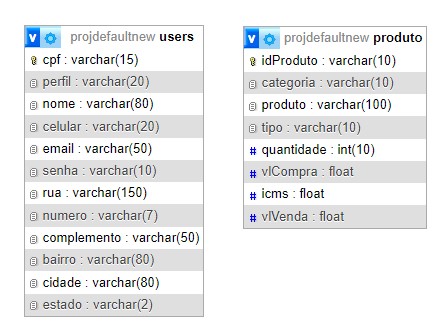 v projdefaultnew users
cpf : varchar(15)
perfil : varchar(20)
nome : varchar(80)
celular : varchar(20)
email : varchar(50)
senha : varchar(10)
rua : varchar(150)
numero : varchar(7)
complemento : varchar(50)
bairro : varchar(80)
cidade : varchar(80)
estado : varchar(2)
v projdefaultnew produto
idProduto : varchar(10)
categoria : varchar(10)
produto : varchar(100)
tipo : varchar(10)
# quantidade : int(10)
# vlCompra : float
# icms : float
# vlVenda : float